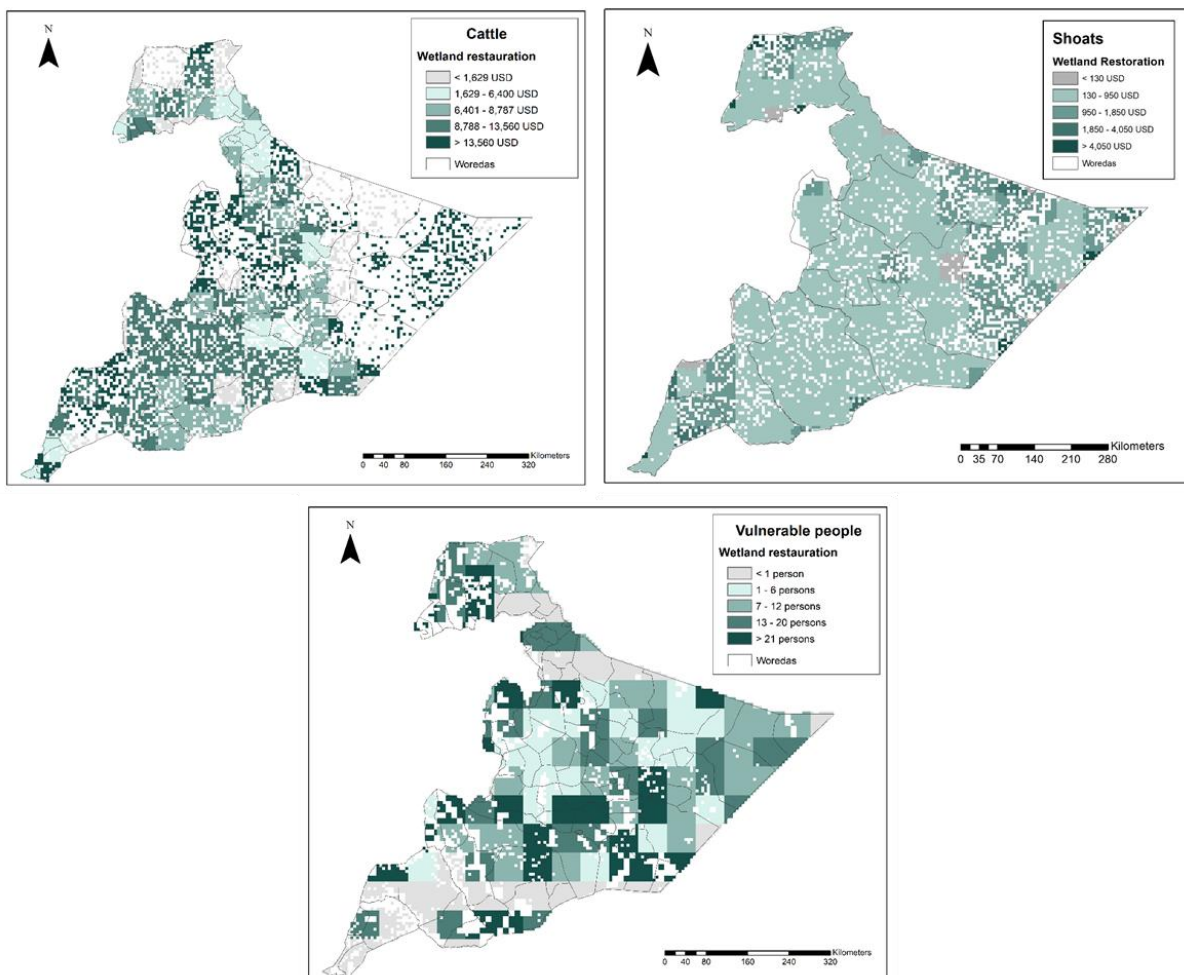 N
Cattle
Wetland restauration
< 1,629 USD
1,629 - 6,400 USD
6,401 - 8,787 USD
8,788 - 13,560 USD
> 13,560 USD
Woredas
Kilometers
0 40 80 160 240 320
N
Shoats
Wetland Restoration
< 130 USD
130 - 950 USD
950 - 1,850 USD
1,850 - 4,050 USD
> 4,050 USD
Woredas
Kilometers
0 35 70 140 210 280
N
Vulnerable people
Wetland restauration
< 1 person
1 - 6 persons
7 - 12 persons
13 - 20 persons
> 21 persons
Woredas
Kilometers
0 40 80 160 240 320